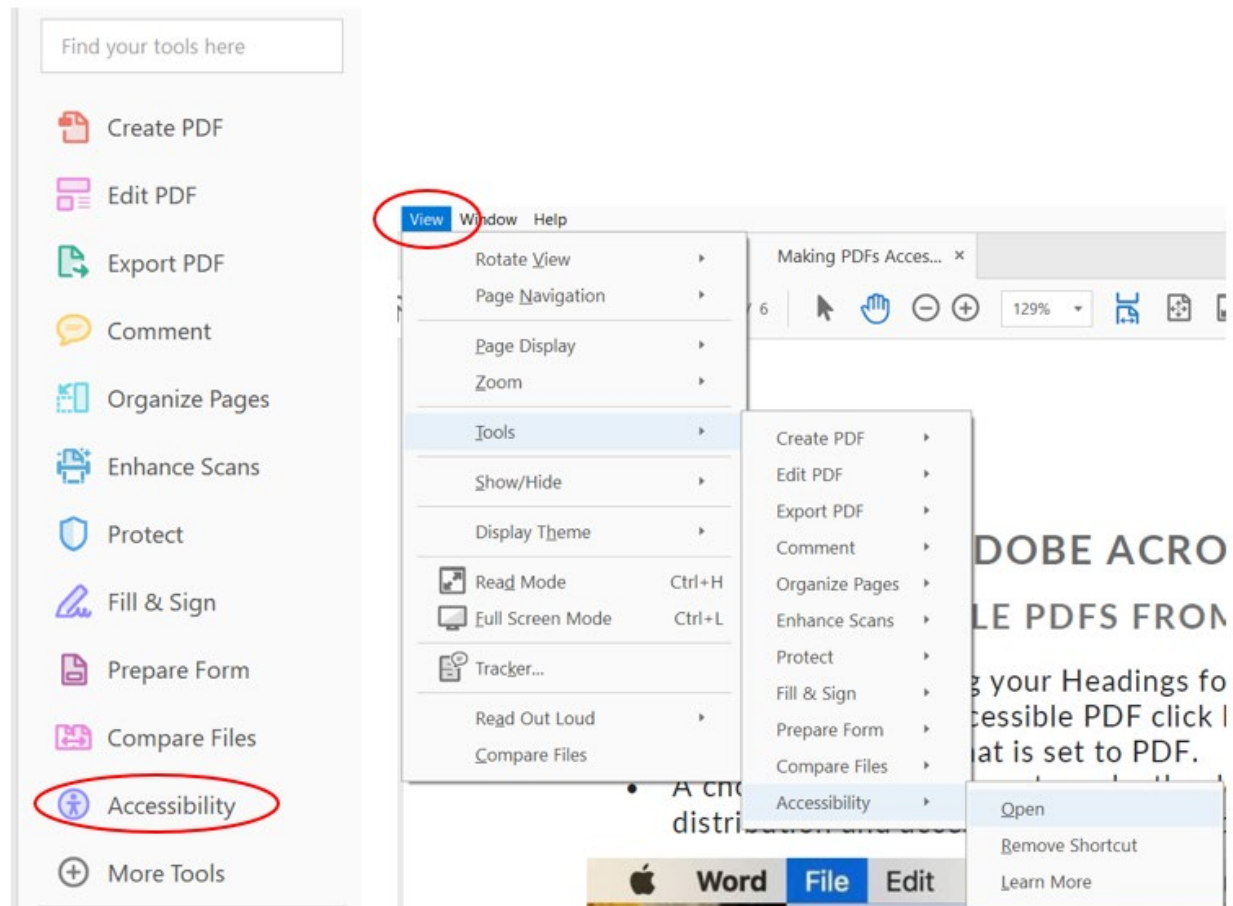 Find your tools here
Create PDF
Edit PDF
Export PDF
Comment
Organize Pages
Enhance Scans
Protect
Fill & Sign
Prepare Form
Compare Files
Accessibility
More Tools
View Window Help
Rotate View
Page Navigation
Page Display
Zoom
Tools
Show/Hide
Display Theme
Read Mode Ctrl+H
Full Screen Mode Ctrl+L
Tracker...
Read Out Loud
Compare Files
Making PDFs Acces... ×
/ 6 129%
Create PDF
Edit PDF
Export PDF
Comment
Organize Pages
Enhance Scans
Protect
Fill & Sign
Prepare Form
Compare Files
Accessibility
Open
Remove Shortcut
Learn More
DOBE ACRO
LE PDFS FROM
your Headings fo
cessible PDF click
at is set to PDF.
• A cho
Word File Edit